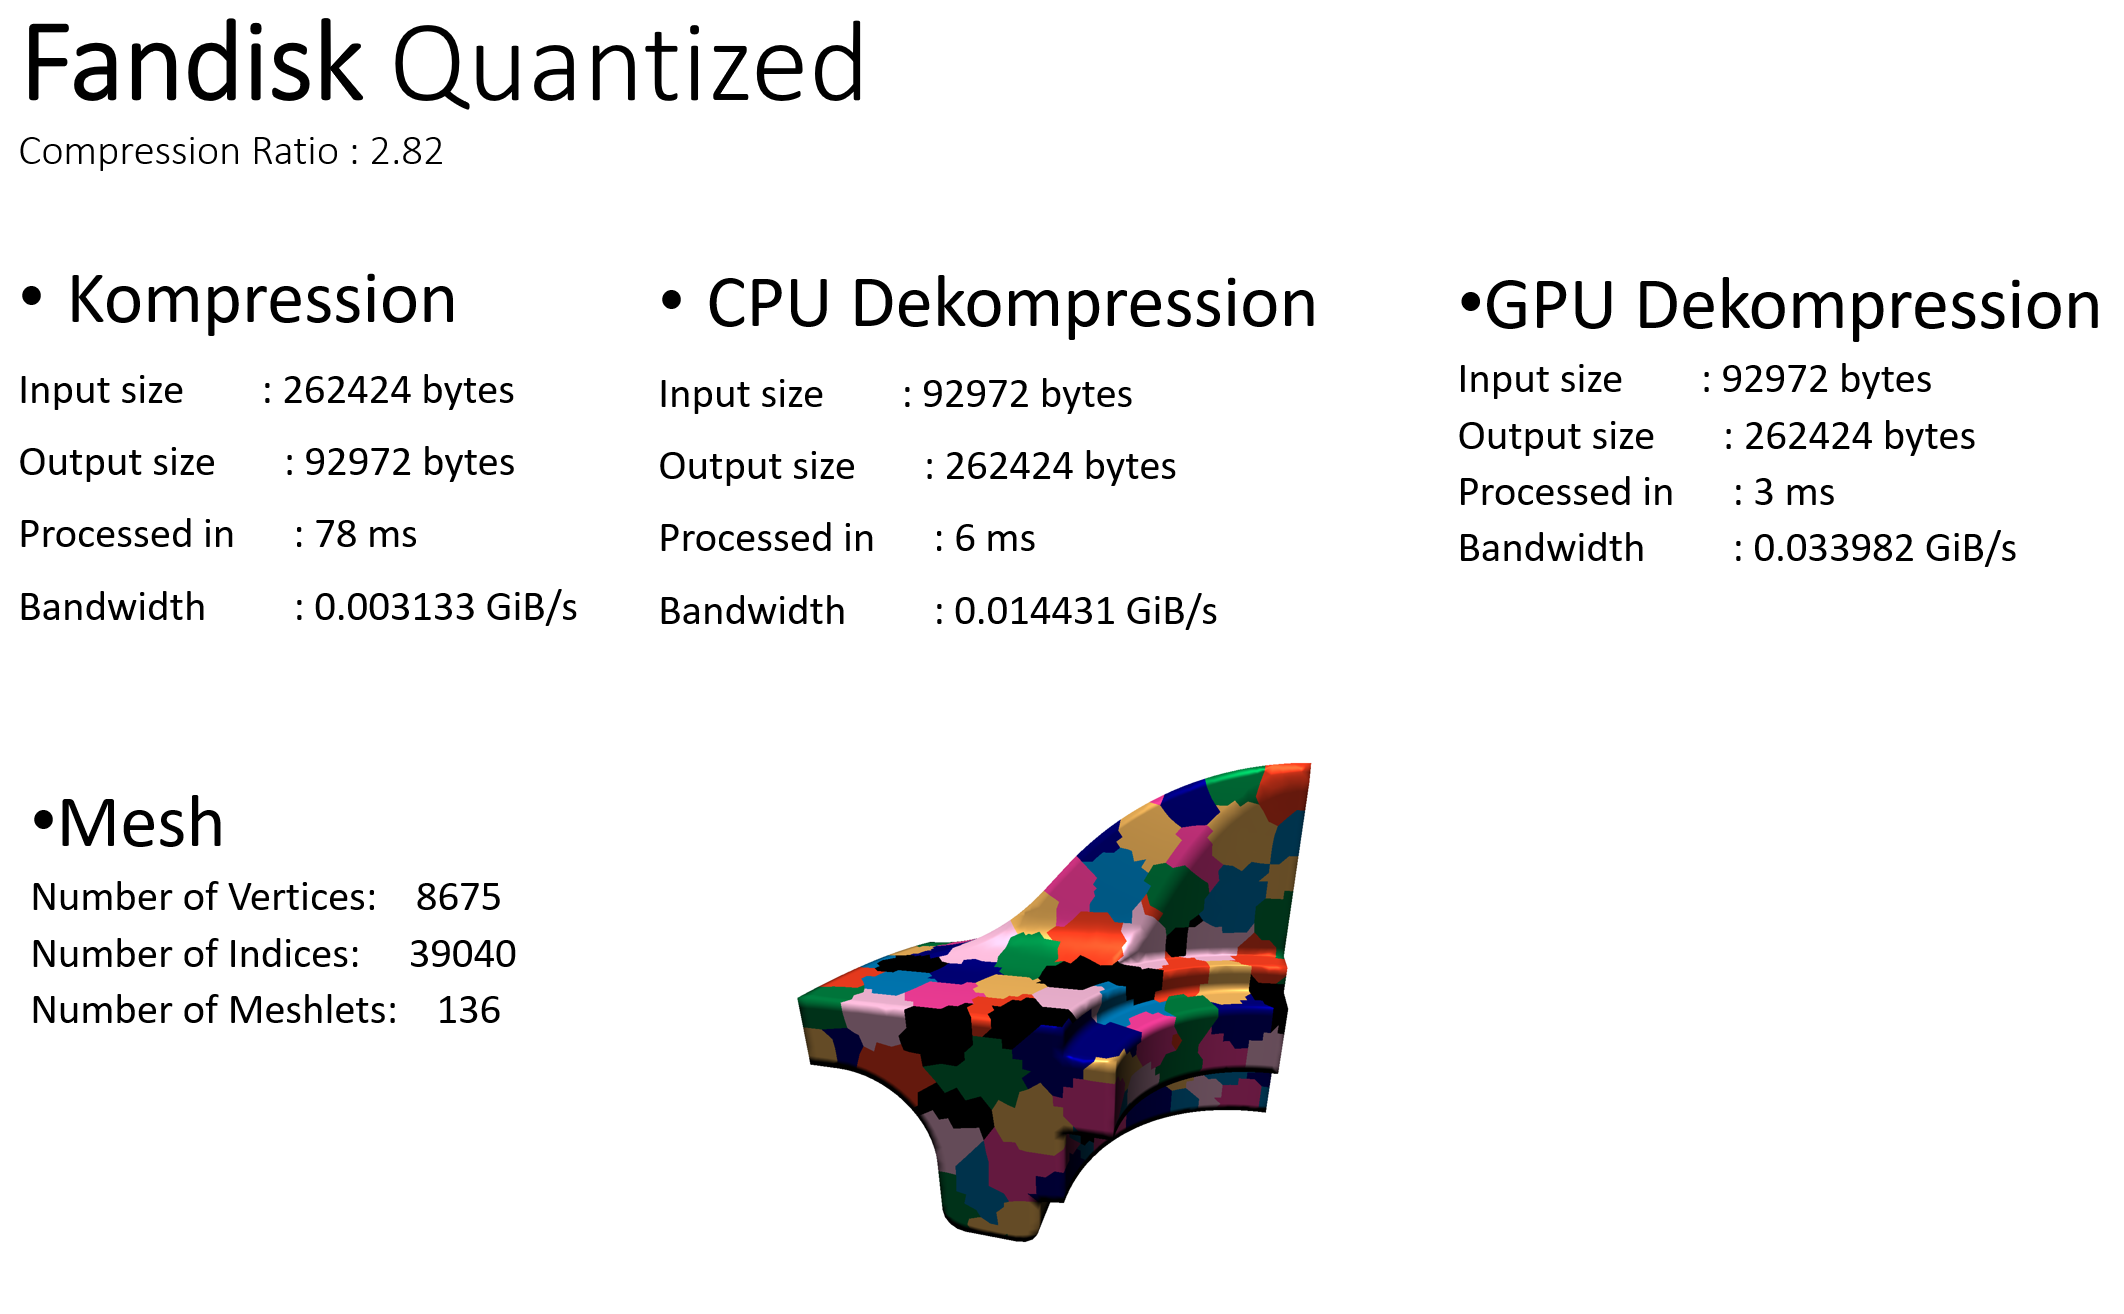 Fandisk Quantized
Compression Ratio : 2.82
• Kompression
Input size : 262424 bytes
Output size : 92972 bytes
Processed in : 78 ms
Bandwidth : 0.003133 GiB/s
• CPU Dekompression
Input size : 92972 bytes
Output size : 262424 bytes
Processed in : 6 ms
Bandwidth : 0.014431 GiB/s
•GPU Dekompression
Input size : 92972 bytes
Output size : 262424 bytes
Processed in : 3 ms
Bandwidth : 0.033982 GiB/s
•Mesh
Number of Vertices: 8675
Number of Indices: 39040
Number of Meshlets: 136